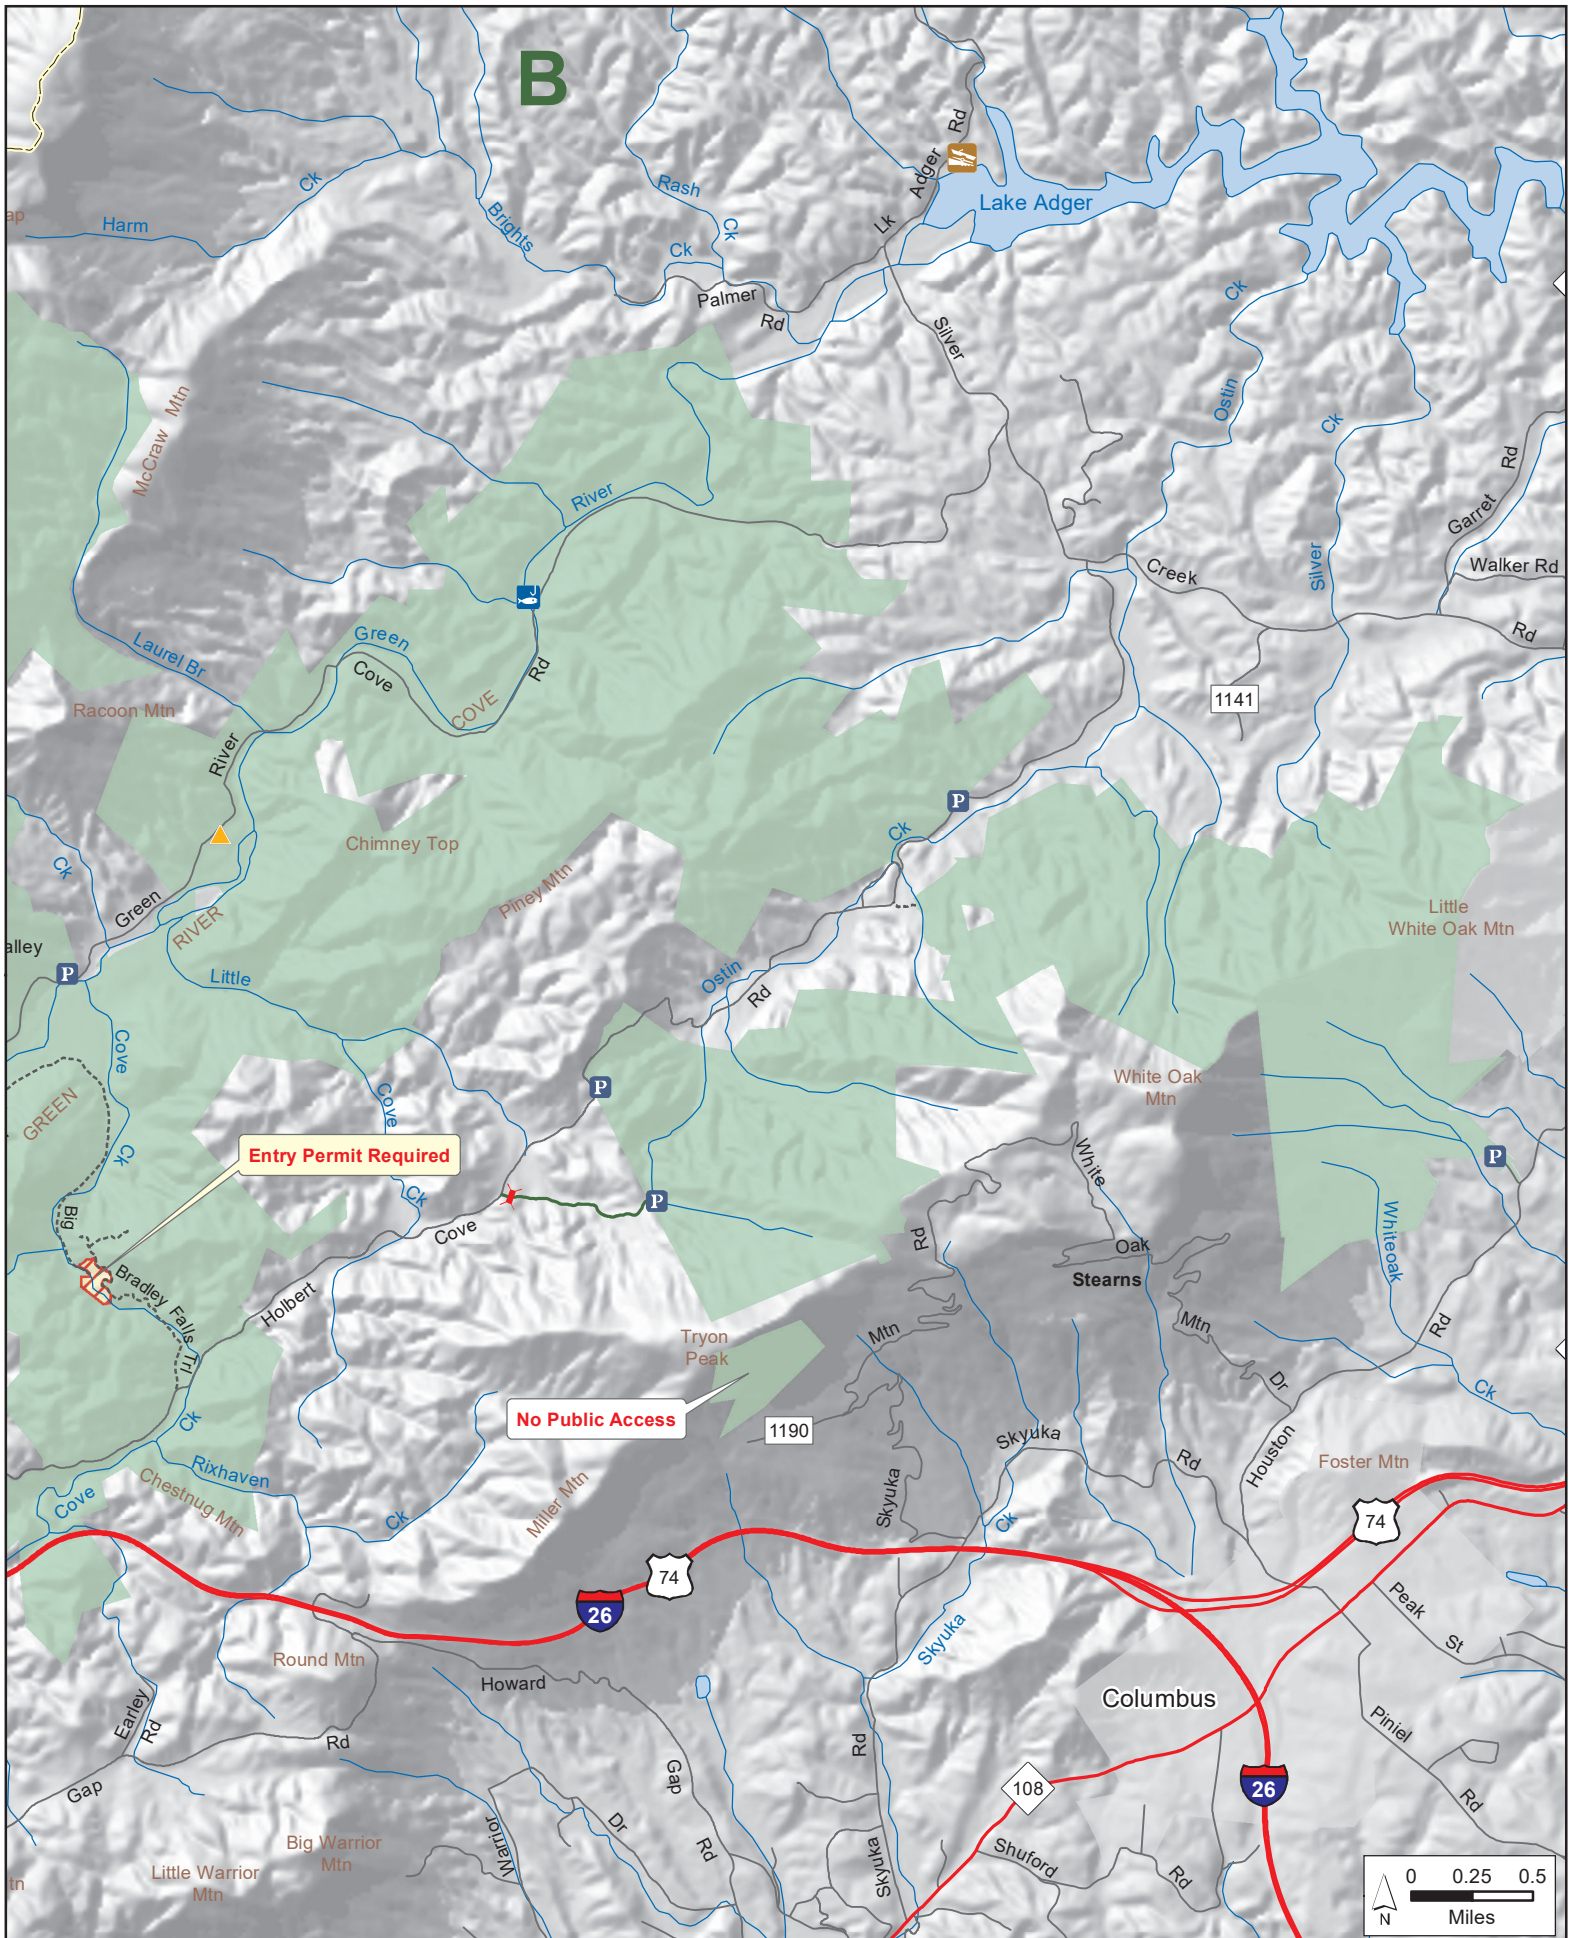 B
Rd
Adger
Lk
Lake Adger
Rash
Ck
Ck
Harm
Ck
Brights
ap
Palmer
Rd
Silver
Ck
Ostin
Ck
Silver
McCraw Mtn
River
Garret
Rd
Walker Rd
Creek
Rd
Laurel Br
Green
Cove
COVE
Rd
Racoon Mtn
River
1141
P
Chimney Top
Ck
Ck
Piney Mtn
Green
RIVER
Little
White Oak Mtn
alley
P
Little
Ostin
Rd
Cove
GREEN
Cove
P
White Oak
Mtn
Entry Permit Required
Ck
Ck
P
P
White
Big
Cove
Rd
Oak
Stearns
Whiteoak
Bradley Falls Trl
Holbert
Tryon
Peak
Mtn
Mtn
Rd
Dr
Ck
No Public Access
1190
Ck
Skyuka
Rd
Houston
Foster Mtn
Rixhaven
Chestnug Mtn
Cove
Ck
Miller Mtn
Skyuka
Ck
74
74
26
Peak
St
Skyuka
Round Mtn
Howard
Columbus
Earley
Rd
Rd
Rd
Piniel
Rd
Gap
Gap
108
26
Dr
Rd
Warrior
Skyuka
Shuford
Rd
Big Warrior
Mtn
Little Warrior
Mtn
tn
0 0.25 0.5
Miles
N